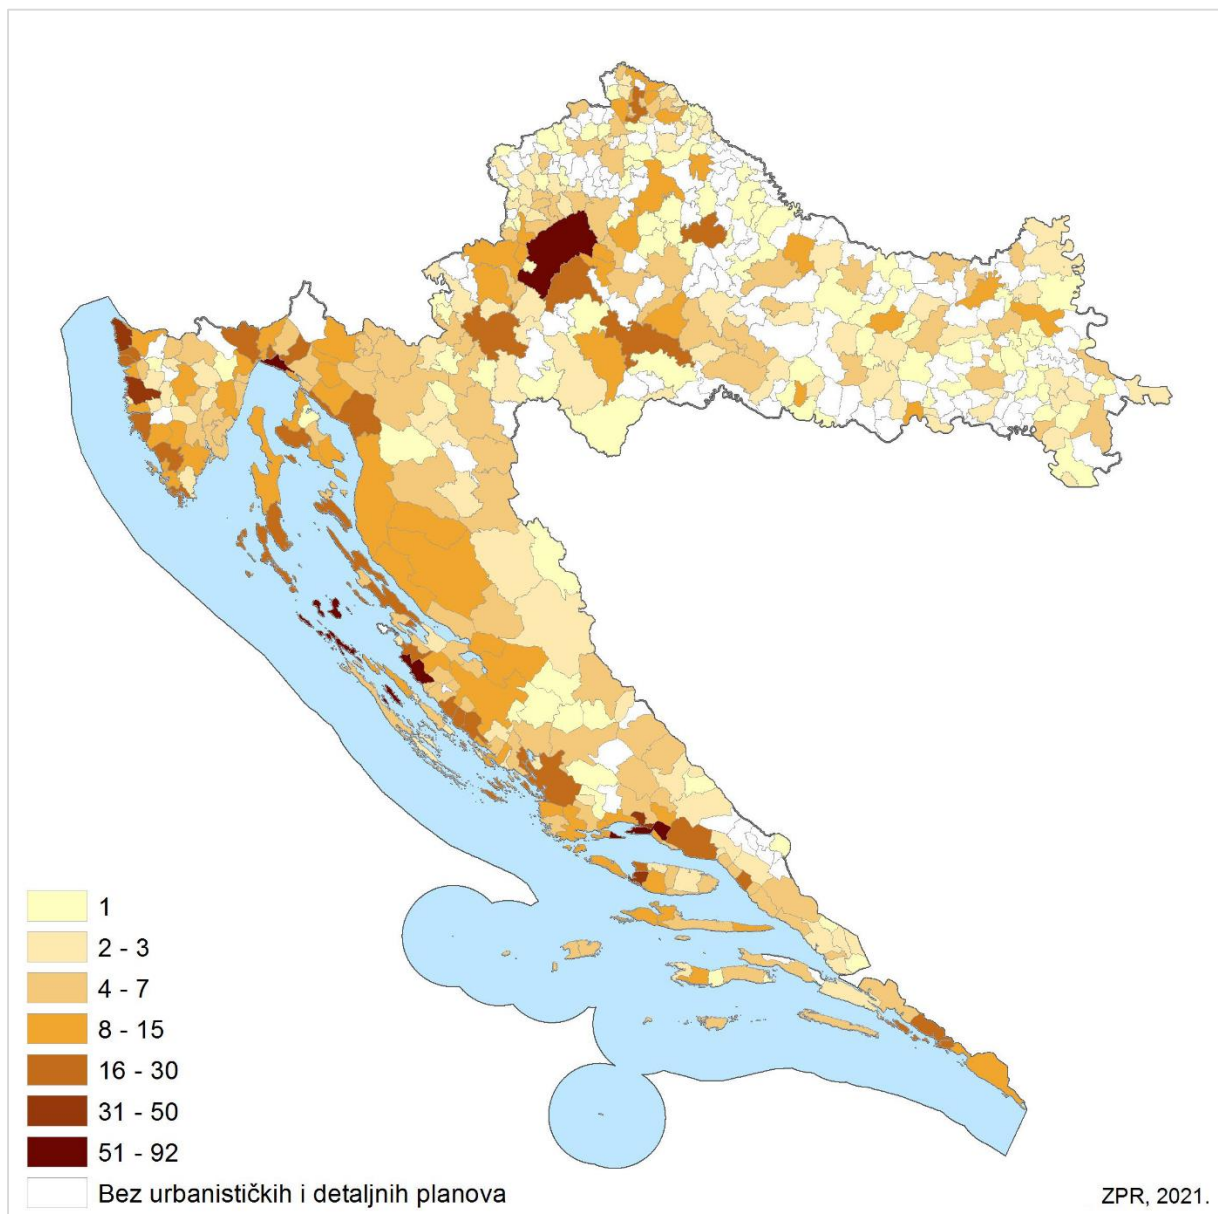 1
2 - 3
4 - 7
8 - 15
16 - 30
31 - 50
51 - 92
Bez urbanističkih i detaljnih planova
ZPR, 2021.